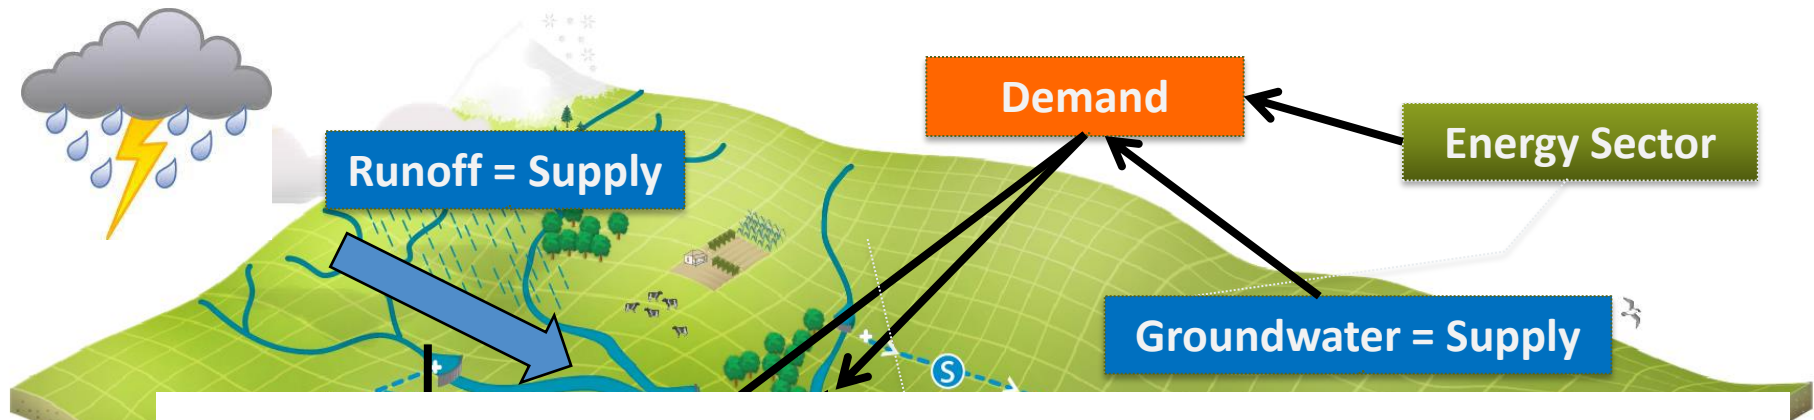 Demand
Energy Sector
Runoff = Supply
Groundwater = Supply
S